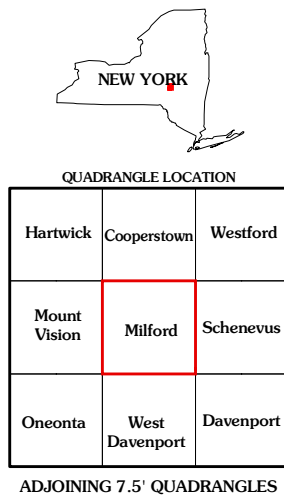 NEW YORK
QUADRANGLE LOCATION
Hartwick
Cooperstown
Westford
Mount
Vision
Milford
Schenevus
Oneonta
West
Davenport
Davenport
ADJOINING 7.5' QUADRANGLES